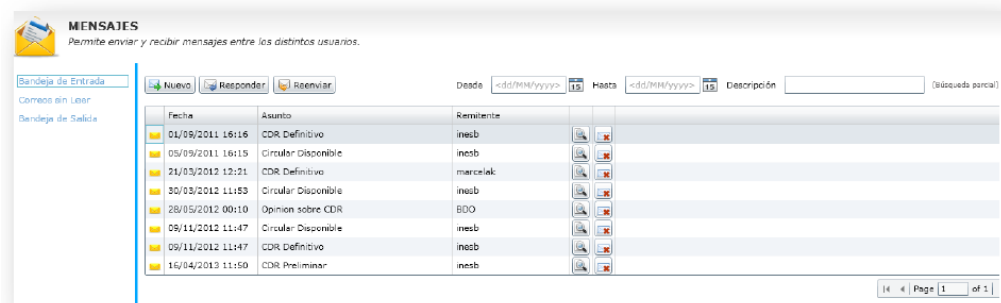 MENSAJES
Permite enviar y recibir mensajes entre los distintos usuarios.
Bandeja de Entrada
Correos sin Leer
Bandeja de Salida
Nuevo Responder Reenviar Desde <dd/MM/yyyy> 15 Hasta <dd/MM/yyyy> 15 Descripción [Búsqueda parcial]
Fecha Asunto Remitente
01/09/2011 16:16 CDR Definitivo inesb
05/09/2011 16:15 Circular Disponible inesb
21/03/2012 12:21 CDR Definitivo marcelak
30/03/2012 11:53 Circular Disponible inesb
28/05/2012 00:10 Opinion sobre CDR BDO
09/11/2012 11:47 Circular Disponible inesb
09/11/2012 11:47 CDR Definitivo inesb
16/04/2013 11:50 CDR Preliminar inesb
Page 1 of 1